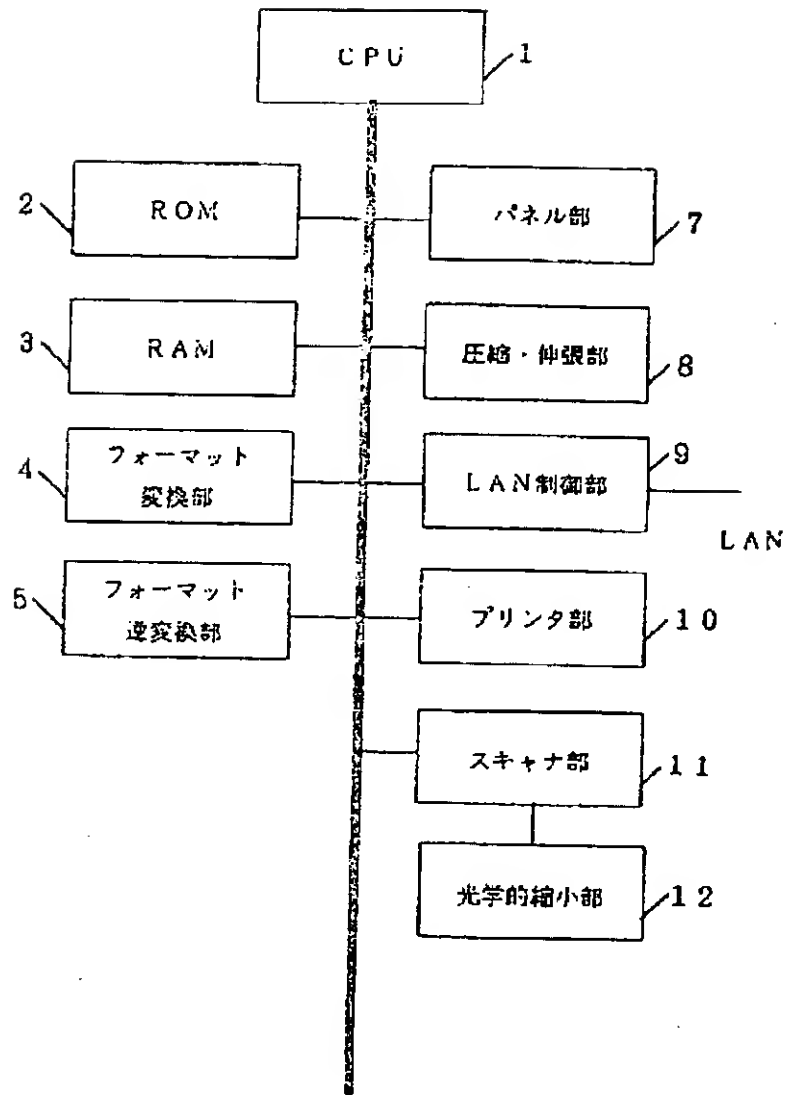 CPU
1
2
ROM
パネル部
7
3
RAM
圧縮・伸張部
8
4
フォーマット
変換部
LAN制御部
9
LAN
5
フォーマット
逆変換部
プリンタ部
10
スキャナ部
11
光学的縮小部
12